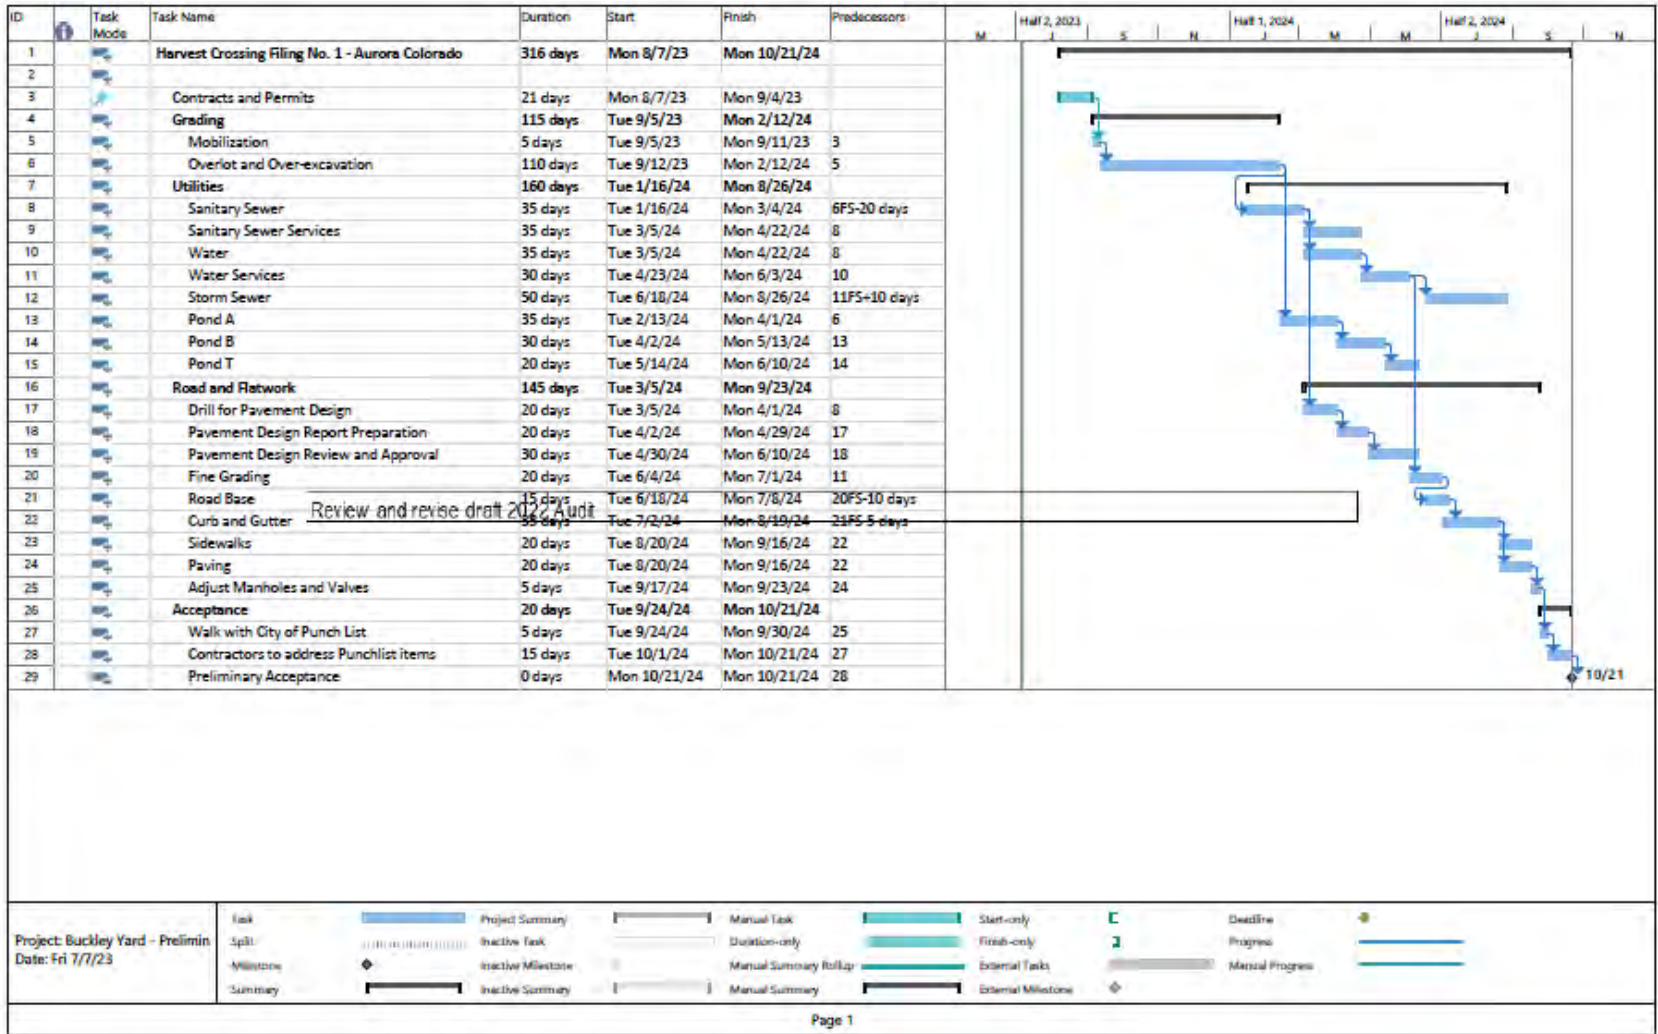 ID Task Mode Task Name Duration Start Finish Predecessors
Half 2, 2023 Half 1, 2024 Half 2, 2024
M J S N J M M J S N
1 Harvest Crossing Filing No. 1 - Aurora Colorado 316 days Mon 8/7/23 Mon 10/21/24
2
3 Contracts and Permits 21 days Mon 8/7/23 Mon 9/4/23
4 Grading 115 days Tue 9/5/23 Mon 2/12/24
5 Mobilization 5 days Tue 9/5/23 Mon 9/11/23 3
6 Overlot and Over-excavation 110 days Tue 9/12/23 Mon 2/12/24 5
7 Utilities 160 days Tue 1/16/24 Mon 8/26/24
8 Sanitary Sewer 35 days Tue 1/16/24 Mon 3/4/24 6FS-20 days
9 Sanitary Sewer Services 35 days Tue 3/5/24 Mon 4/22/24 8
10 Water 35 days Tue 3/5/24 Mon 4/22/24 8
11 Water Services 30 days Tue 4/23/24 Mon 6/3/24 10
12 Storm Sewer 50 days Tue 6/18/24 Mon 8/26/24 11FS+10 days
13 Pond A 35 days Tue 2/13/24 Mon 4/1/24 6
14 Pond B 30 days Tue 4/2/24 Mon 5/13/24 13
15 Pond T 20 days Tue 5/14/24 Mon 6/10/24 14
16 Road and Flatwork 145 days Tue 3/5/24 Mon 9/23/24
17 Drill for Pavement Design 20 days Tue 3/5/24 Mon 4/1/24 8
18 Pavement Design Report Preparation 20 days Tue 4/2/24 Mon 4/29/24 17
19 Pavement Design Review and Approval 30 days Tue 4/30/24 Mon 6/10/24 18
20 Fine Grading 20 days Tue 6/4/24 Mon 7/1/24 11
21 Road Base 15 days Tue 6/18/24 Mon 7/8/24 20FS-10 days
Review and revise draft 2022 Audit
22 Curb and Gutter 35 days Tue 7/2/24 Mon 8/19/24 21FS-5 days
23 Sidewalks 20 days Tue 8/20/24 Mon 9/16/24 22
24 Paving 20 days Tue 8/20/24 Mon 9/16/24 22
25 Adjust Manholes and Valves 5 days Tue 9/17/24 Mon 9/23/24 24
26 Acceptance 20 days Tue 9/24/24 Mon 10/21/24
27 Walk with City of Punch List 5 days Tue 9/24/24 Mon 9/30/24 25
28 Contractors to address Punchlist items 15 days Tue 10/1/24 Mon 10/21/24 27
29 Preliminary Acceptance 0 days Mon 10/21/24 Mon 10/21/24 28 10/21
Project: Buckley Yard - Prelimin
Date: Fri 7/7/23
Task Project Summary Manual Task Start-only Deadline
Split Inactive Task Duration-only Finish-only Progress
Milestone Inactive Milestone Manual Summary Rollup External Tasks Manual Progress
Summary Inactive Summary Manual Summary External Milestone
Page 1